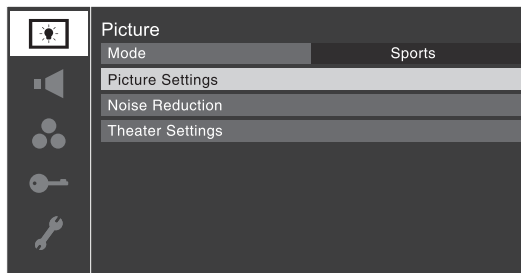 Picture
Mode Sports
Picture Settings
Noise Reduction
Theater Settings